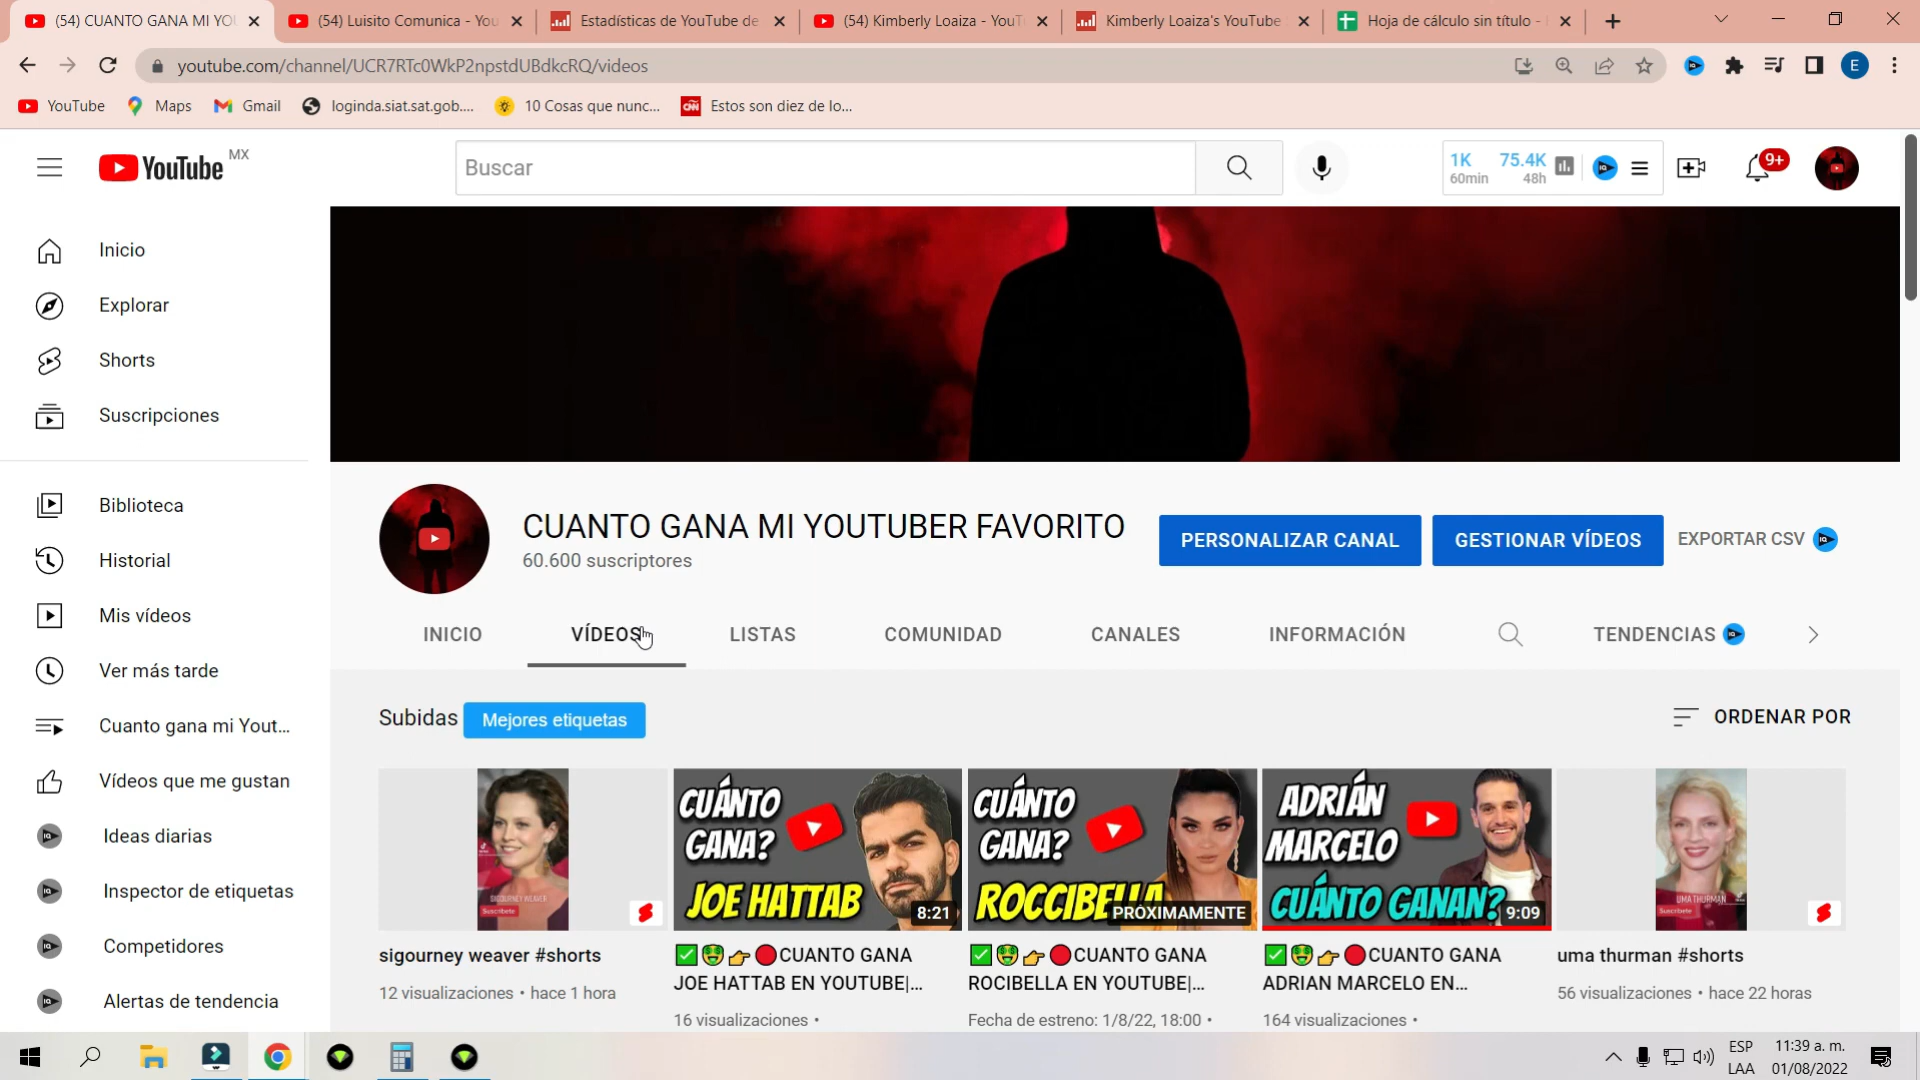 (54) CUANTO GANA MI YO
(54) Luisito Comunica - You
Estadísticas de YouTube de
(54) Kimberly Loaiza - YouT
Kimberly Loaiza's YouTube
Hoja de cálculo sin título -
youtube.com/channel/UCR7RTc0WkP2npstdUBdkcRQ/videos
E
YouTube
Maps
Gmail
loginda.siat.sat.gob....
10 Cosas que nunc...
Estos son diez de lo...
YouTube MX
Buscar
1K 75.4K
60min 48h
9+
Inicio
Explorar
Shorts
Suscripciones
Biblioteca
Historial
Mis vídeos
Ver más tarde
Cuanto gana mi Yout...
Vídeos que me gustan
Ideas diarias
Inspector de etiquetas
Competidores
Alertas de tendencia
CUANTO GANA MI YOUTUBER FAVORITO
60.600 suscriptores
PERSONALIZAR CANAL
GESTIONAR VÍDEOS
EXPORTAR CSV
INICIO
VÍDEOS
LISTAS
COMUNIDAD
CANALES
INFORMACIÓN
TENDENCIAS
Subidas
Mejores etiquetas
ORDENAR POR
SIGOURNEY WEAVER
Suscribete
CUÁNTO
GANA?
JOE HATTAB
8:21
CUÁNTO
GANA?
ROCCIBELLA
PRÓXIMAMENTE
ADRIÁN
MARCELO
CUÁNTO GANAN?
9:09
UMA THURMAN
Suscribete
sigourney weaver #shorts
12 visualizaciones • hace 1 hora
✅🤑👉🔴CUANTO GANA
JOE HATTAB EN YOUTUBE|...
16 visualizaciones •
✅🤑👉🔴CUANTO GANA
ROCIBELLA EN YOUTUBE|...
Fecha de estreno: 1/8/22, 18:00 •
✅🤑👉🔴CUANTO GANA
ADRIAN MARCELO EN...
164 visualizaciones •
uma thurman #shorts
56 visualizaciones • hace 22 horas
ESP
LAA
11:39 a. m.
01/08/2022